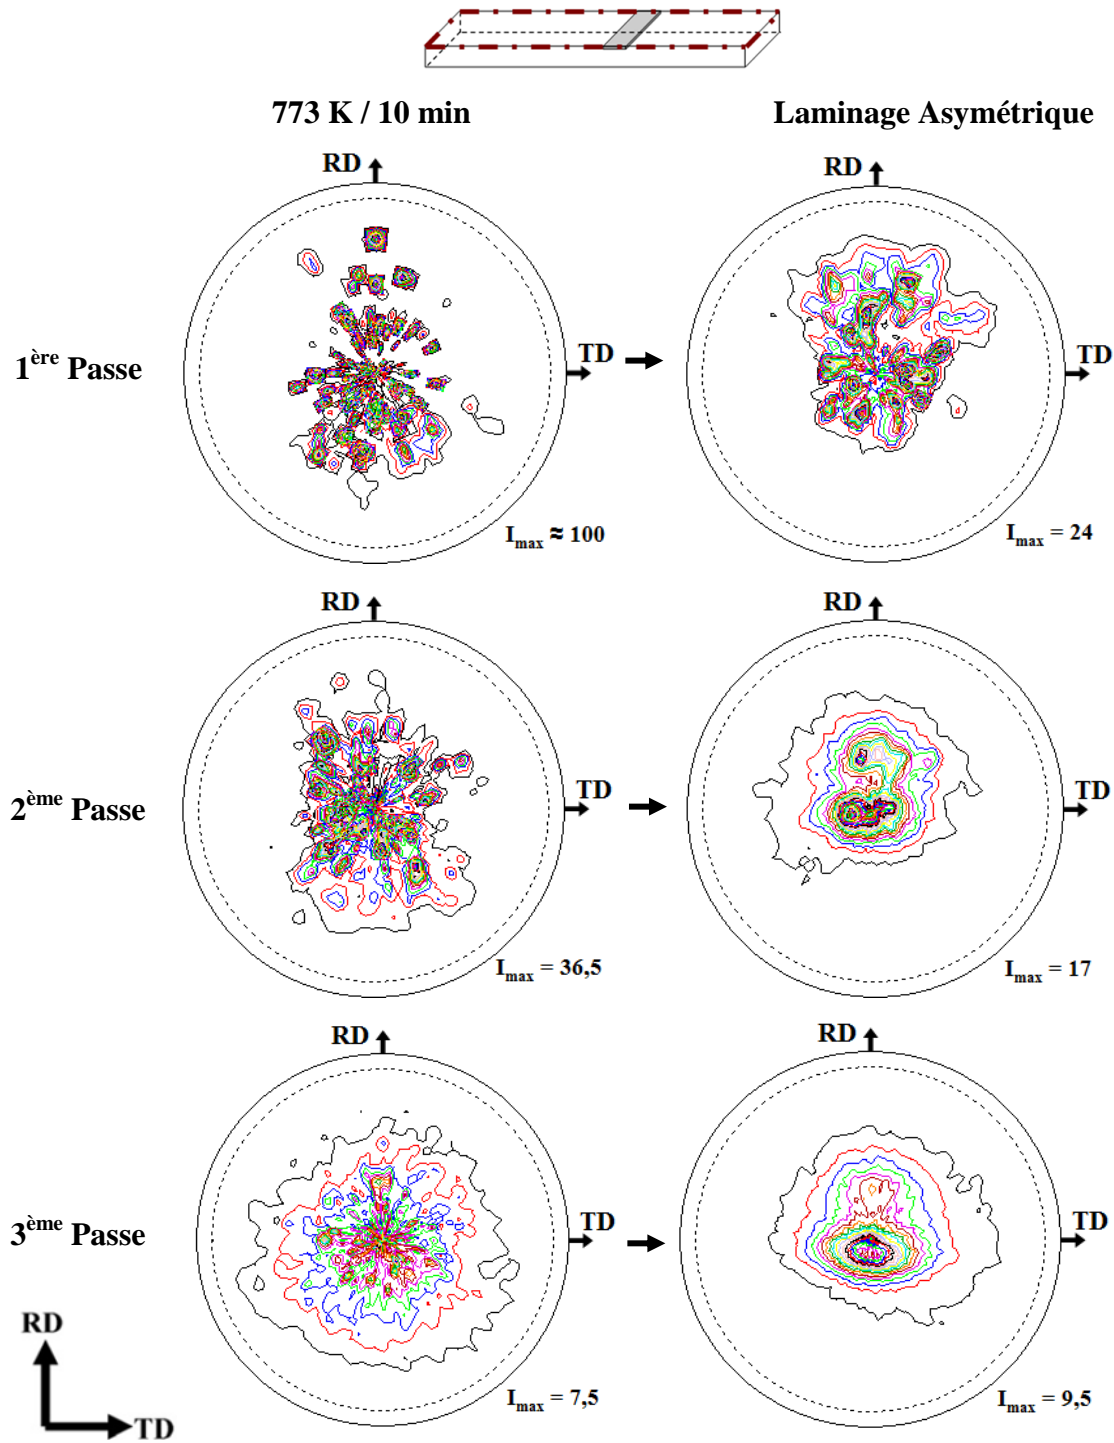 773 K / 10 min
Laminage Asymétrique
RD
RD
1ère Passe
TD
TD
Imax ≈ 100
Imax = 24
RD
RD
2ème Passe
TD
TD
Imax = 36,5
Imax = 17
RD
RD
3ème Passe
TD
TD
RD
TD
Imax = 7,5
Imax = 9,5